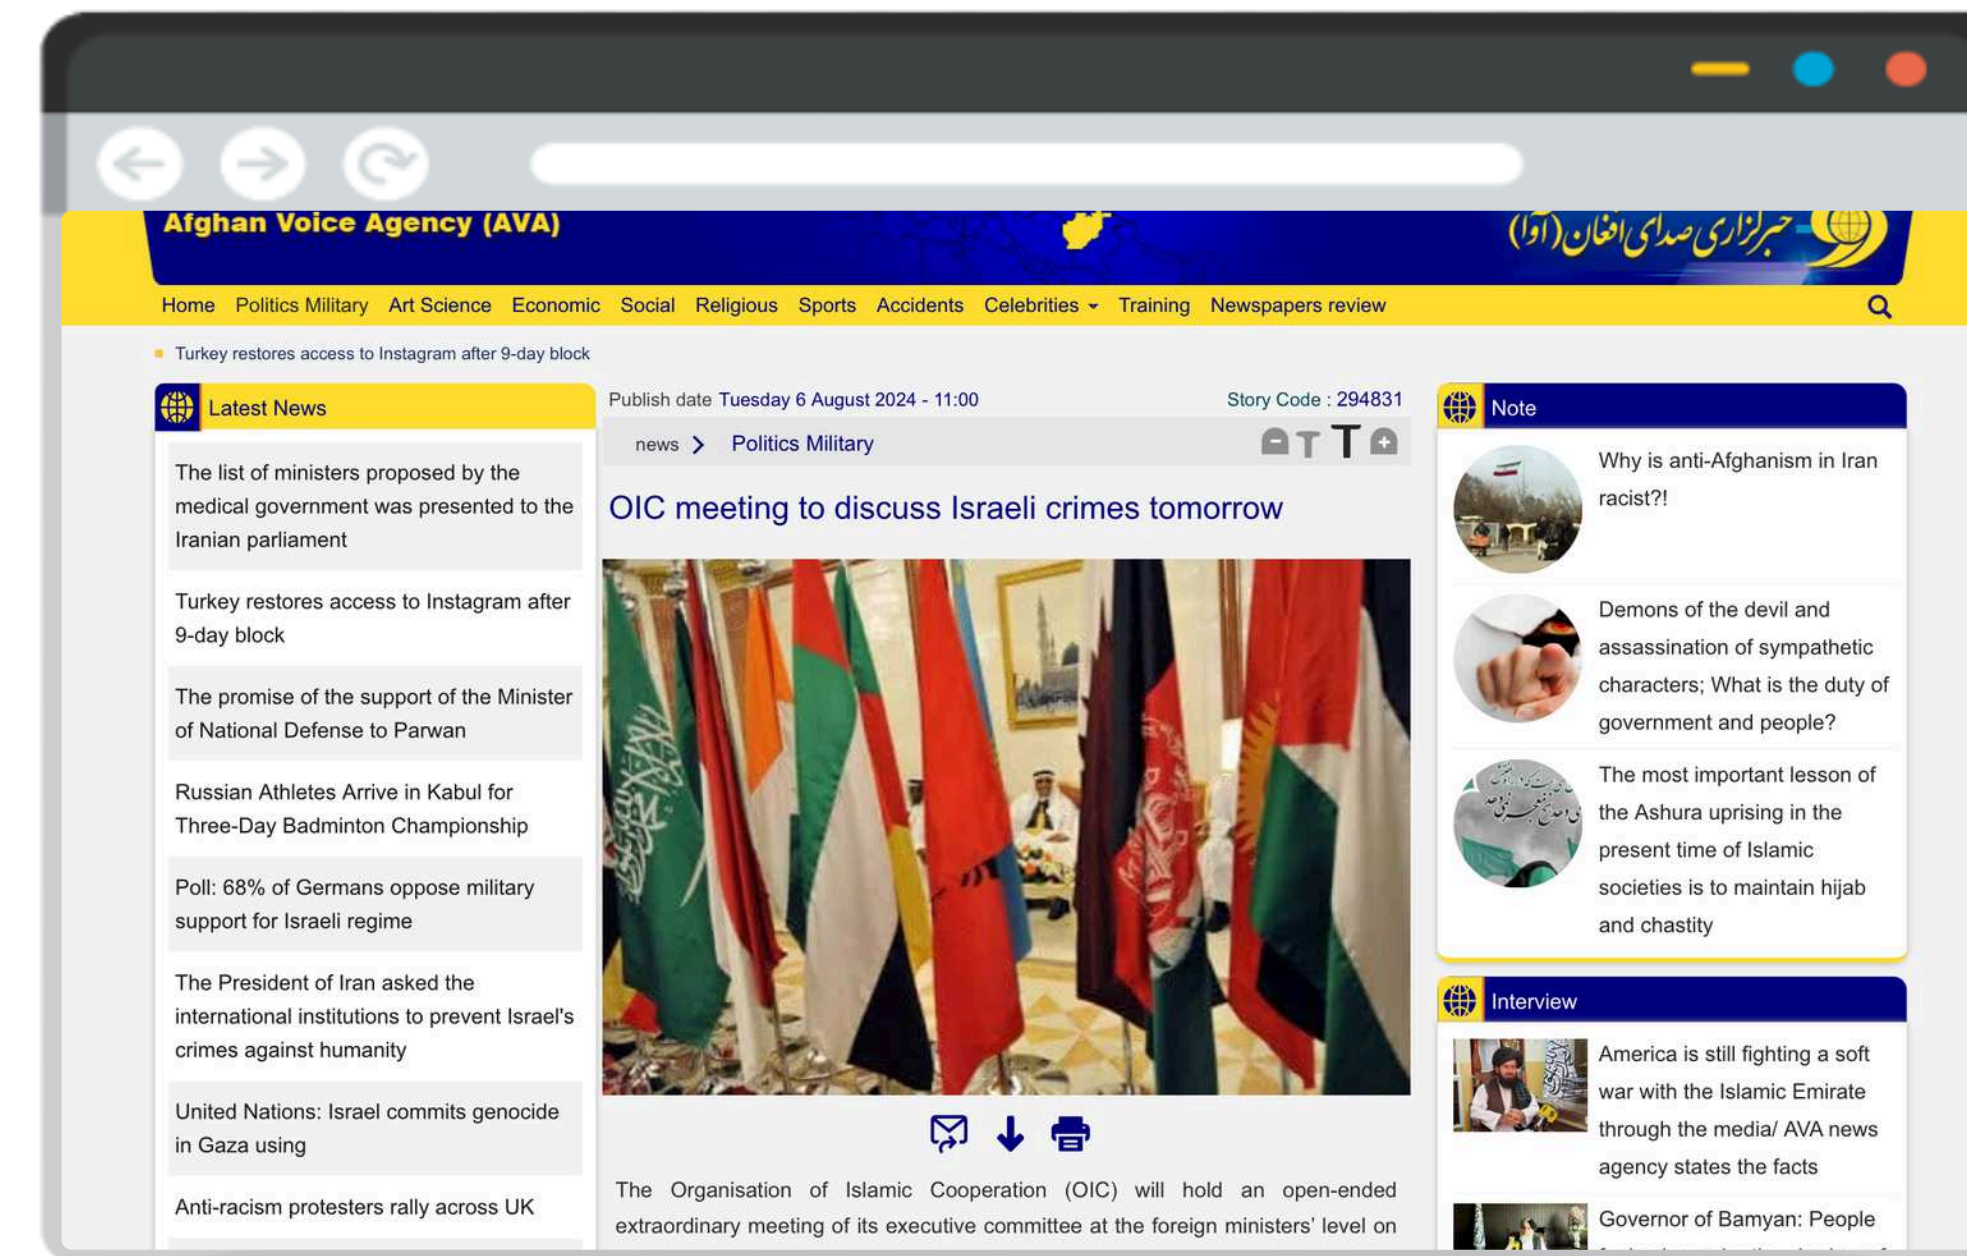 Afghan Voice Agency (AVA)
خبرگزاری صدای افغان (آوا)
Home Politics Military Art Science Economic Social Religious Sports Accidents Celebrities Training Newspapers review
Turkey restores access to Instagram after 9-day block
Latest News
The list of ministers proposed by the
medical government was presented to the
Iranian parliament
Turkey restores access to Instagram after
9-day block
The promise of the support of the Minister
of National Defense to Parwan
Russian Athletes Arrive in Kabul for
Three-Day Badminton Championship
Poll: 68% of Germans oppose military
support for Israeli regime
The President of Iran asked the
international institutions to prevent Israel's
crimes against humanity
United Nations: Israel commits genocide
in Gaza using
Anti-racism protesters rally across UK
Publish date Tuesday 6 August 2024 - 11:00
Story Code : 294831
news Politics Military
T T
OIC meeting to discuss Israeli crimes tomorrow
The Organisation of Islamic Cooperation (OIC) will hold an open-ended
extraordinary meeting of its executive committee at the foreign ministers’ level on
Note
Why is anti-Afghanism in Iran
racist?!
Demons of the devil and
assassination of sympathetic
characters; What is the duty of
government and people?
The most important lesson of
the Ashura uprising in the
present time of Islamic
societies is to maintain hijab
and chastity
Interview
America is still fighting a soft
war with the Islamic Emirate
through the media/ AVA news
agency states the facts
Governor of Bamyan: People